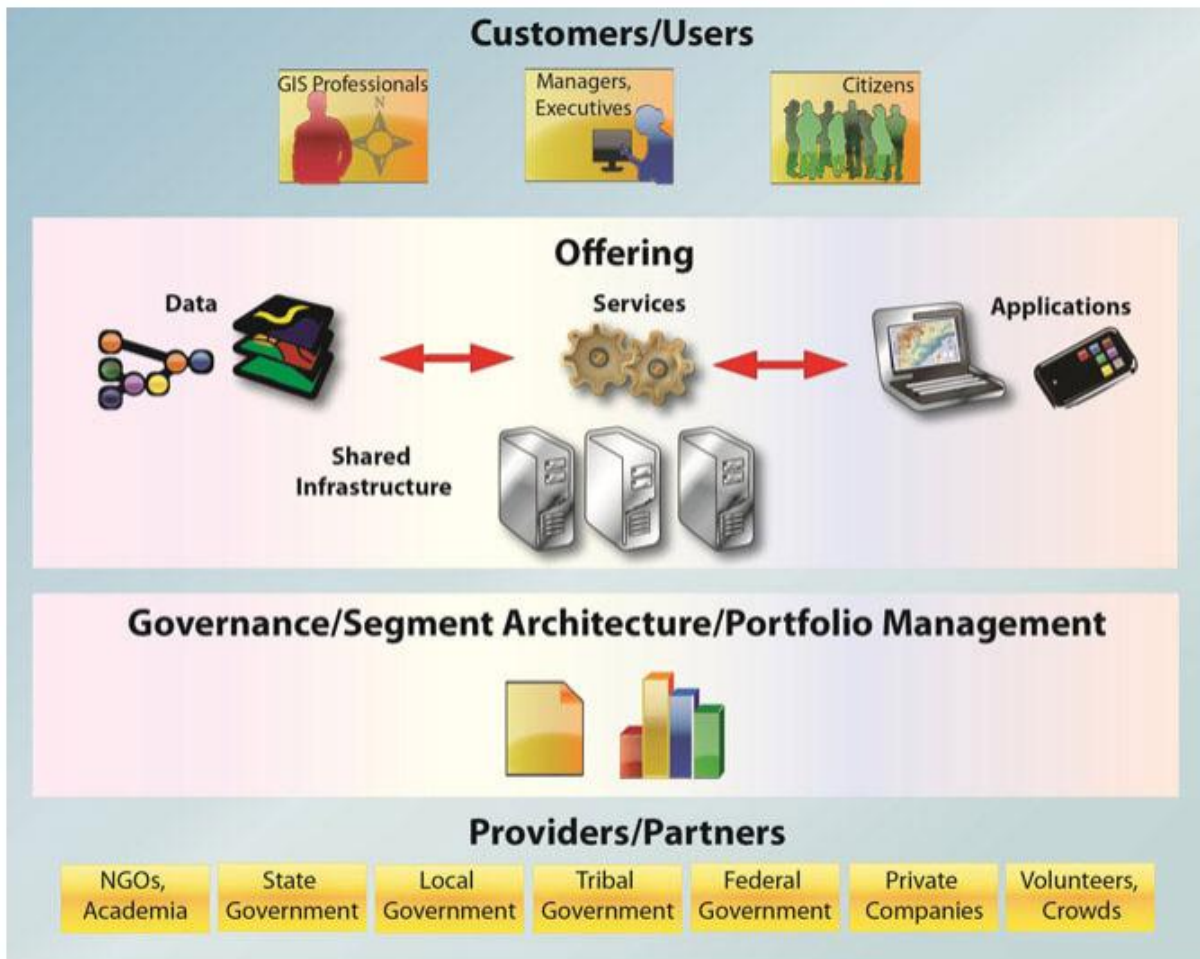 Customers/Users
GIS Professionals
N
Managers,
Executives
Citizens
Offering
Data
Services
Applications
Shared
Infrastructure
Governance/Segment Architecture/Portfolio Management
Providers/Partners
NGOs,
Academia
State
Government
Local
Government
Tribal
Government
Federal
Government
Private
Companies
Volunteers,
Crowds